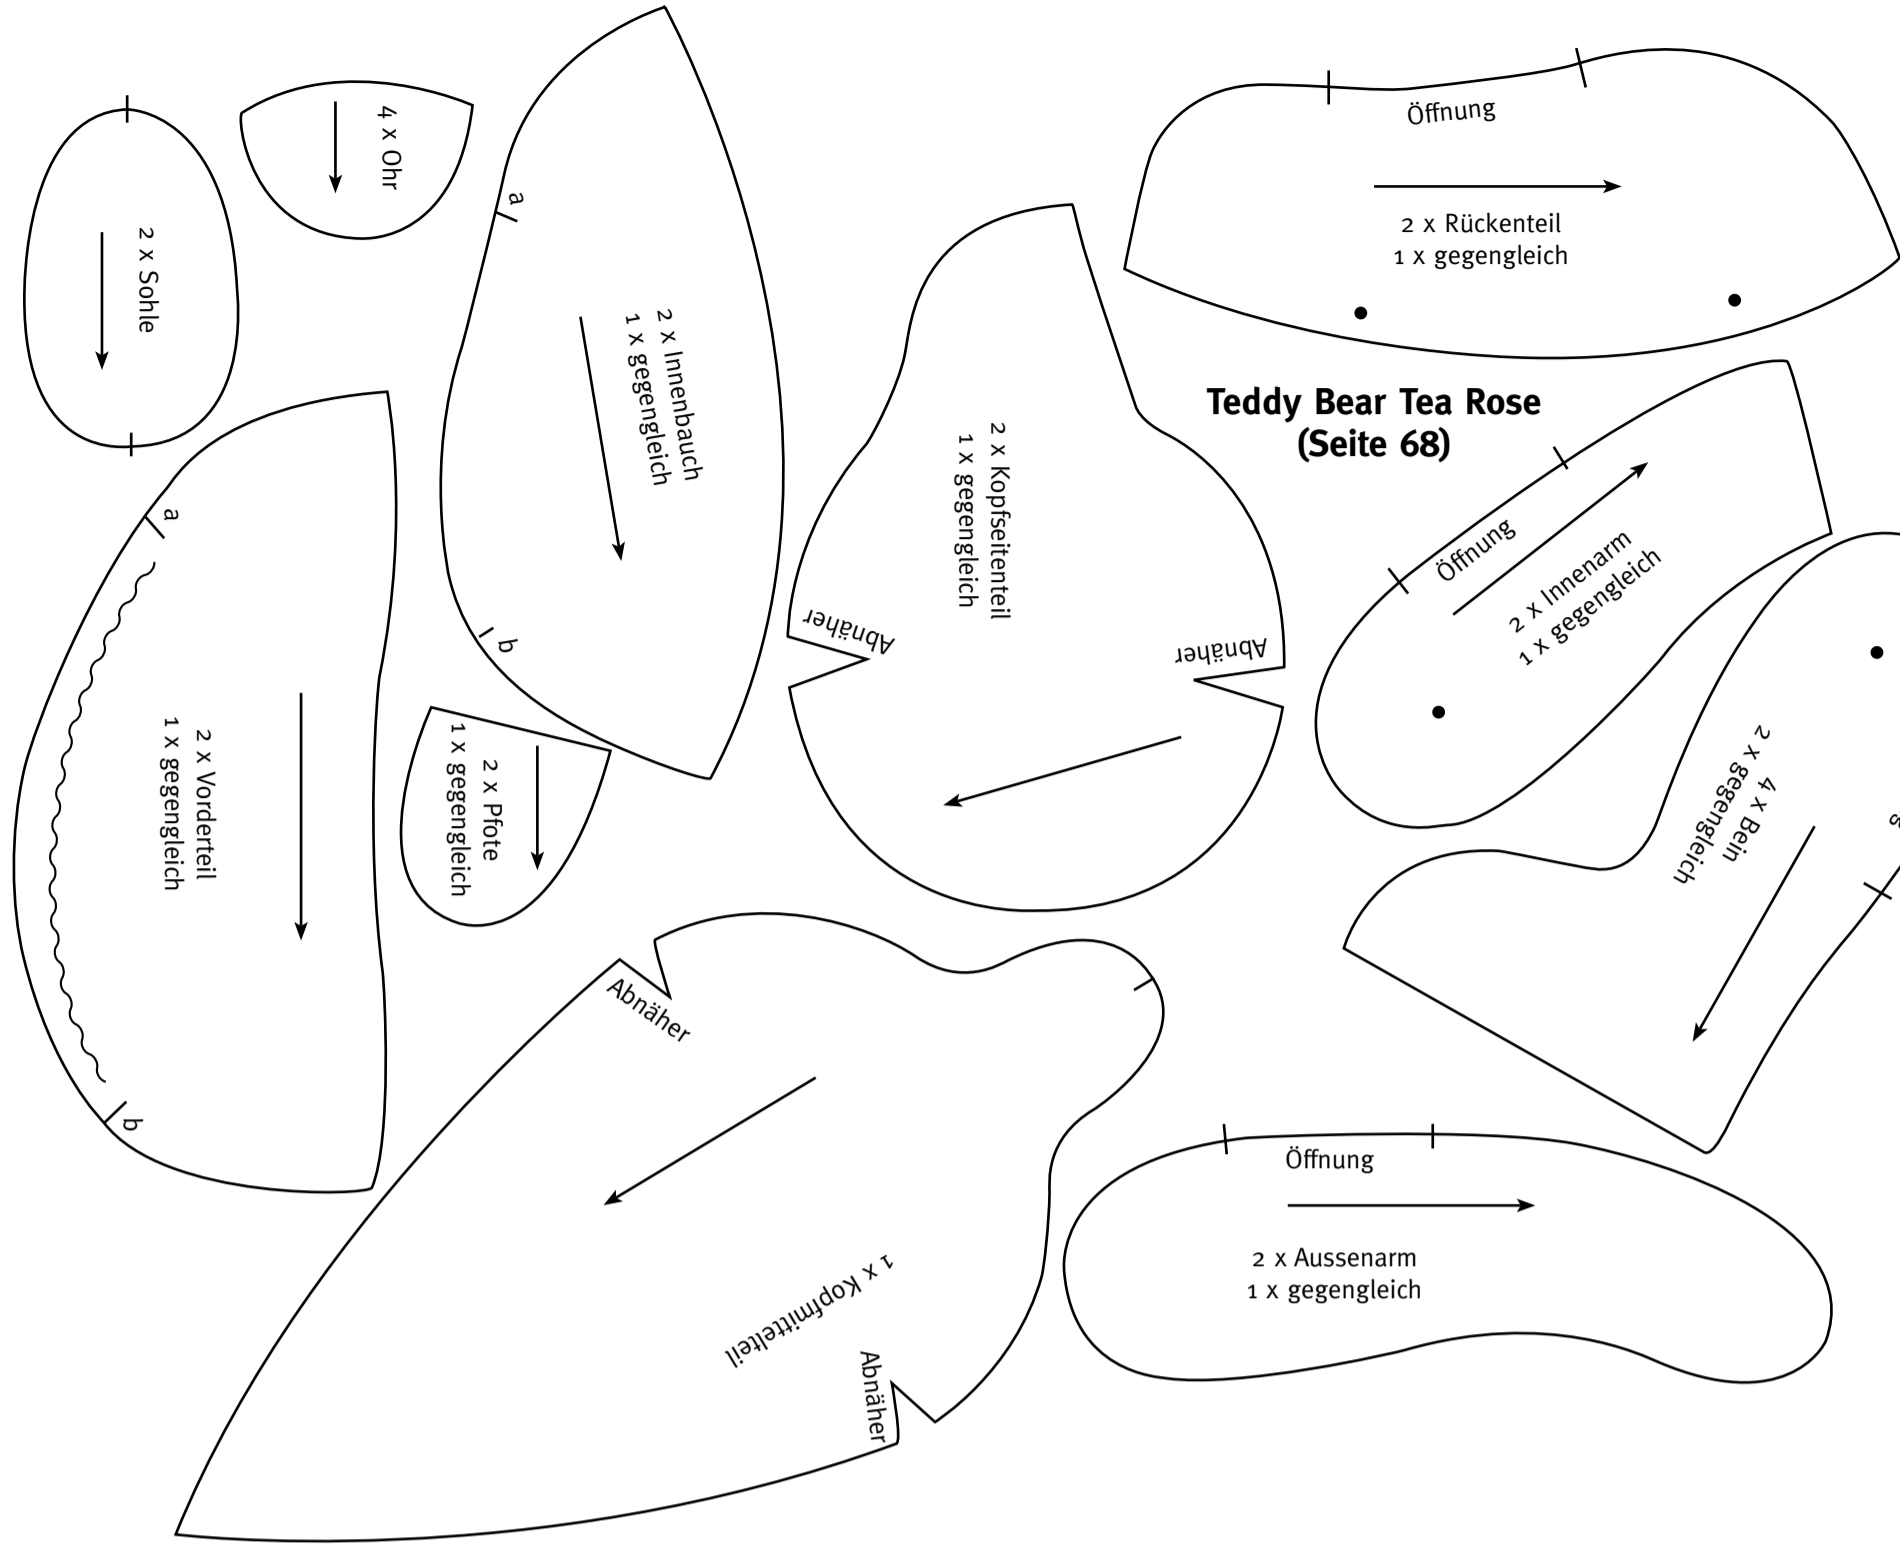 4 x Ohr
2 x Sohle
a
2 x Innenbauch
1 x gegengleich
b
Öffnung
2 x Rückenteil
1 x gegengleich
Teddy Bear Tea Rose
(Seite 68)
2 x Kopfseitenteil
1 x gegengleich
Abnäher
Abnäher
Öffnung
2 x Innenarm
1 x gegengleich
a
2 x Vorderteil
1 x gegengleich
b
2 x Pfote
1 x gegengleich
4 x Bein
2 x gegengleich
Abnäher
1 x Kopfmittelteil
Abnäher
Öffnung
2 x Aussenarm
1 x gegengleich